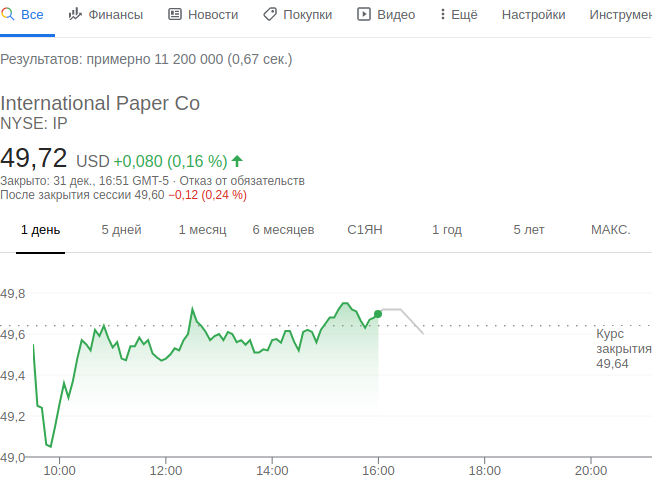 Все Финансы Новости Покупки Видео Ещё Настройки Инструмен
Результатов: примерно 11 200 000 (0,67 сек.)
International Paper Co
NYSE: IP
49,72 USD +0,080 (0,16 %)
Закрыто: 31 дек., 16:51 GMT-5 · Отказ от обязательств
После закрытия сессии 49,60 −0,12 (0,24 %)
1 день 5 дней 1 месяц 6 месяцев С1ЯН 1 год 5 лет МАКС.
49,8
49,6
49,4
49,2
49,0
Курс
закрытия
49,64
10:00 12:00 14:00 16:00 18:00 20:00